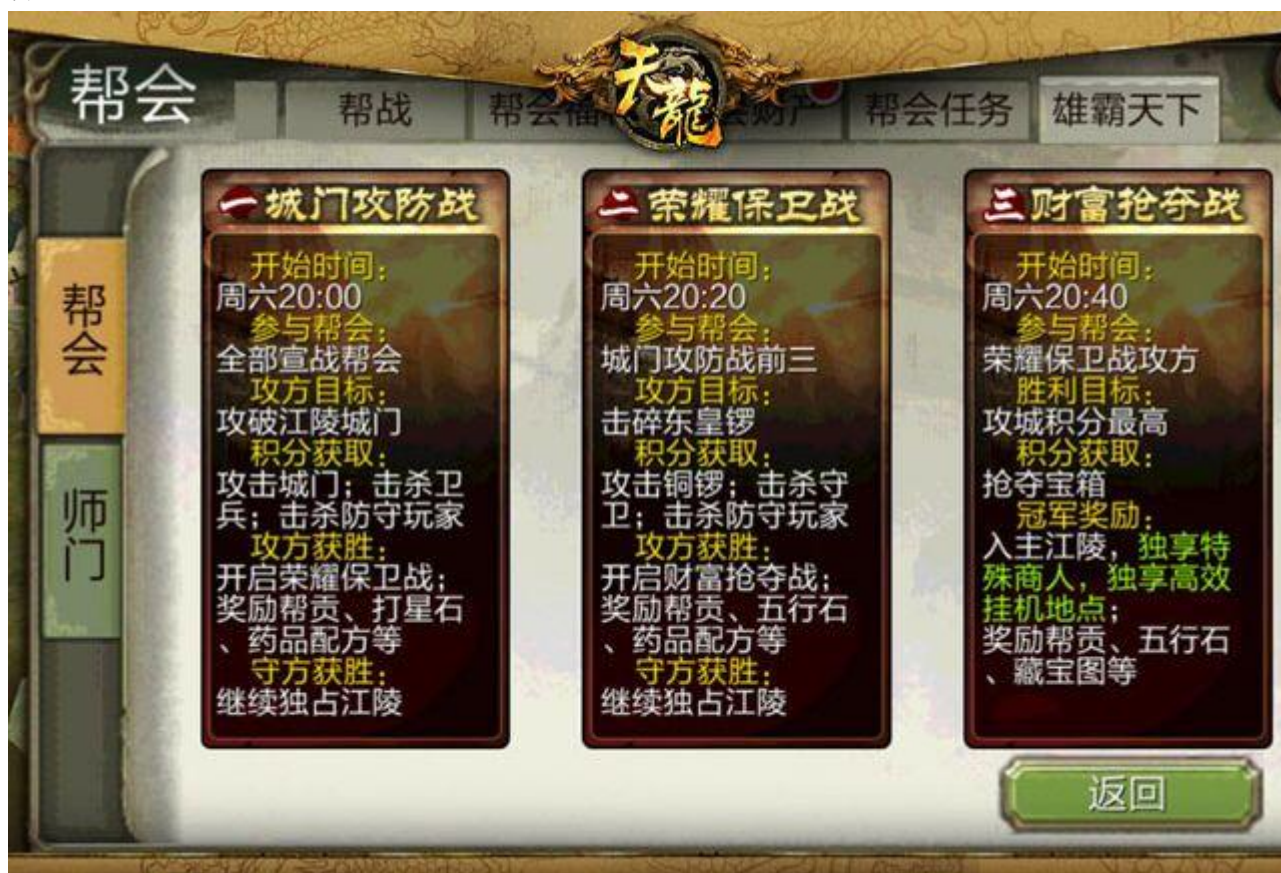 帮会
帮战
帮会福
财产
帮会任务
雄霸天下
天龍
帮会
师门
一 城门攻防战
开始时间：
周六20:00
参与帮会：
全部宣战帮会
攻方目标：
攻破江陵城门
积分获取：
攻击城门；击杀卫
兵；击杀防守玩家
攻方获胜：
开启荣耀保卫战；
奖励帮贡、打星石
、药品配方等
守方获胜：
继续独占江陵
二 荣耀保卫战
开始时间：
周六20:20
参与帮会：
城门攻防战前三
攻方目标：
击碎东皇锣
积分获取：
攻击铜锣；击杀守
卫；击杀防守玩家
攻方获胜：
开启财富抢夺战；
奖励帮贡、五行石
、药品配方等
守方获胜：
继续独占江陵
三 财富抢夺战
开始时间：
周六20:40
参与帮会：
荣耀保卫战攻方
胜利目标：
攻城积分最高
积分获取：
抢夺宝箱
冠军奖励：
入主江陵，独享特
殊商人，独享高效
挂机地点；
奖励帮贡、五行石
、藏宝图等
返回